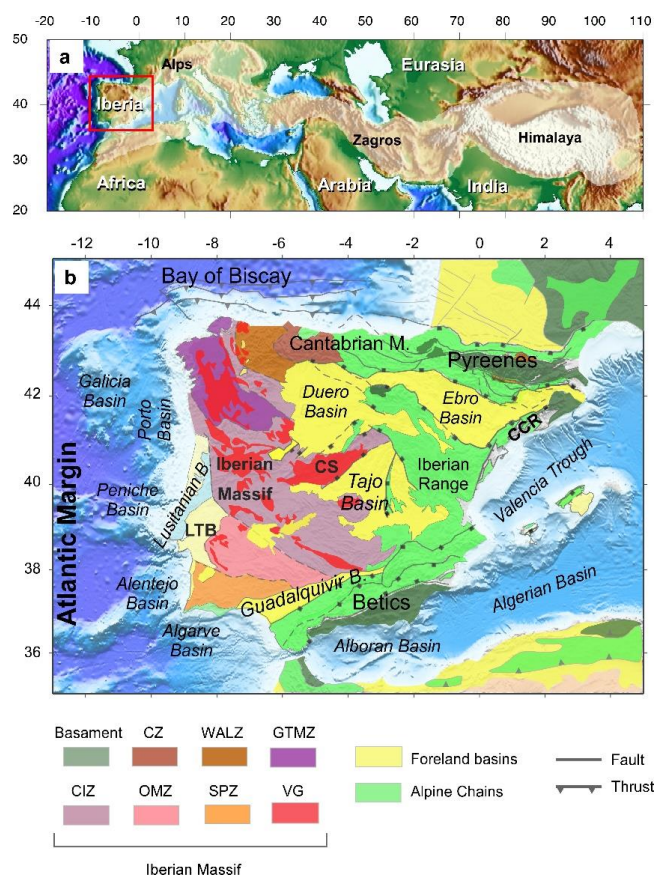 -20 -10 0 10 20 30 40 50 60 70 80 90 100 110
50
a
Alps
Eurasia
40
Iberia
Zagros
Himalaya
30
Africa
Arabia
India
20
-12 -10 -8 -6 -4 -2 0 2 4
b
Bay of Biscay
44
Cantabrian M.
Pyreenes
Galicia
Basin
Porto
Basin
Duero
Basin
Ebro
Basin
42
CCR
Iberian
Massif
CS
Tajo
Basin
Iberian
Range
Valencia Trough
40
Peniche
Basin
Lusitanian B.
LTB
Atlantic Margin
38
Alentejo
Basin
Guadalquivir B.
Betics
Algerian Basin
Algarve
Basin
Alboran Basin
36
Basament CZ WALZ GTMZ
CIZ OMZ SPZ VG
Iberian Massif
Foreland basins
Alpine Chains
Fault
Thrust